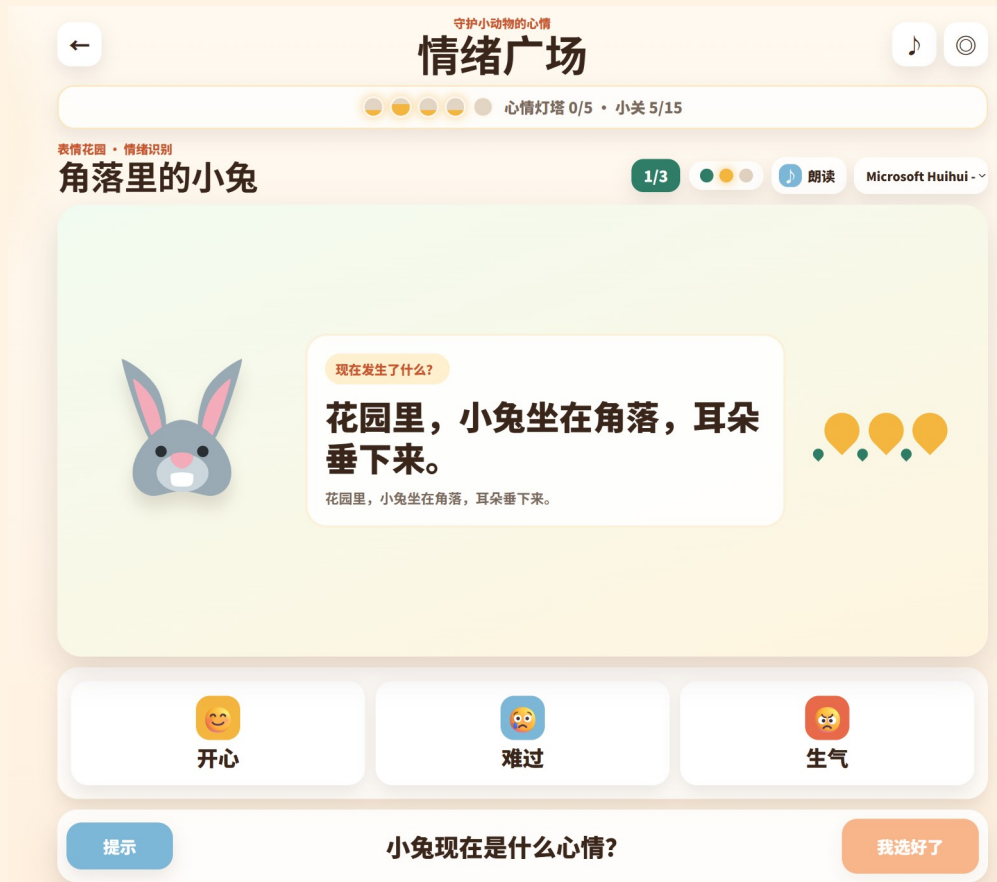 守护小动物的心情
←
情绪广场
♪
◎
心情灯塔 0/5 · 小关 5/15
表情花园 · 情绪识别
角落里的小兔
1/3
♪ 朗读
Microsoft Huihui -
现在发生了什么?
花园里，小兔坐在角落，耳朵
垂下来。
花园里，小兔坐在角落，耳朵垂下来。
开心
难过
生气
提示
小兔现在是什么心情?
我选好了